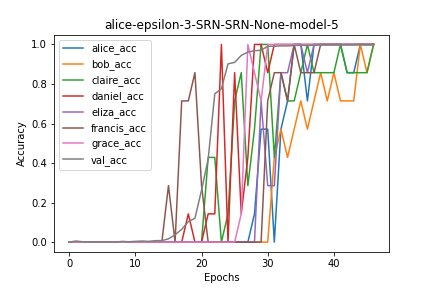 alice-epsilon-3-SRN-SRN-None-model-5
1.0
0.8
0.6
0.4
0.2
0.0
Accuracy
alice_acc
bob_acc
claire_acc
daniel_acc
eliza_acc
francis_acc
grace_acc
val_acc
0 10 20 30 40
Epochs